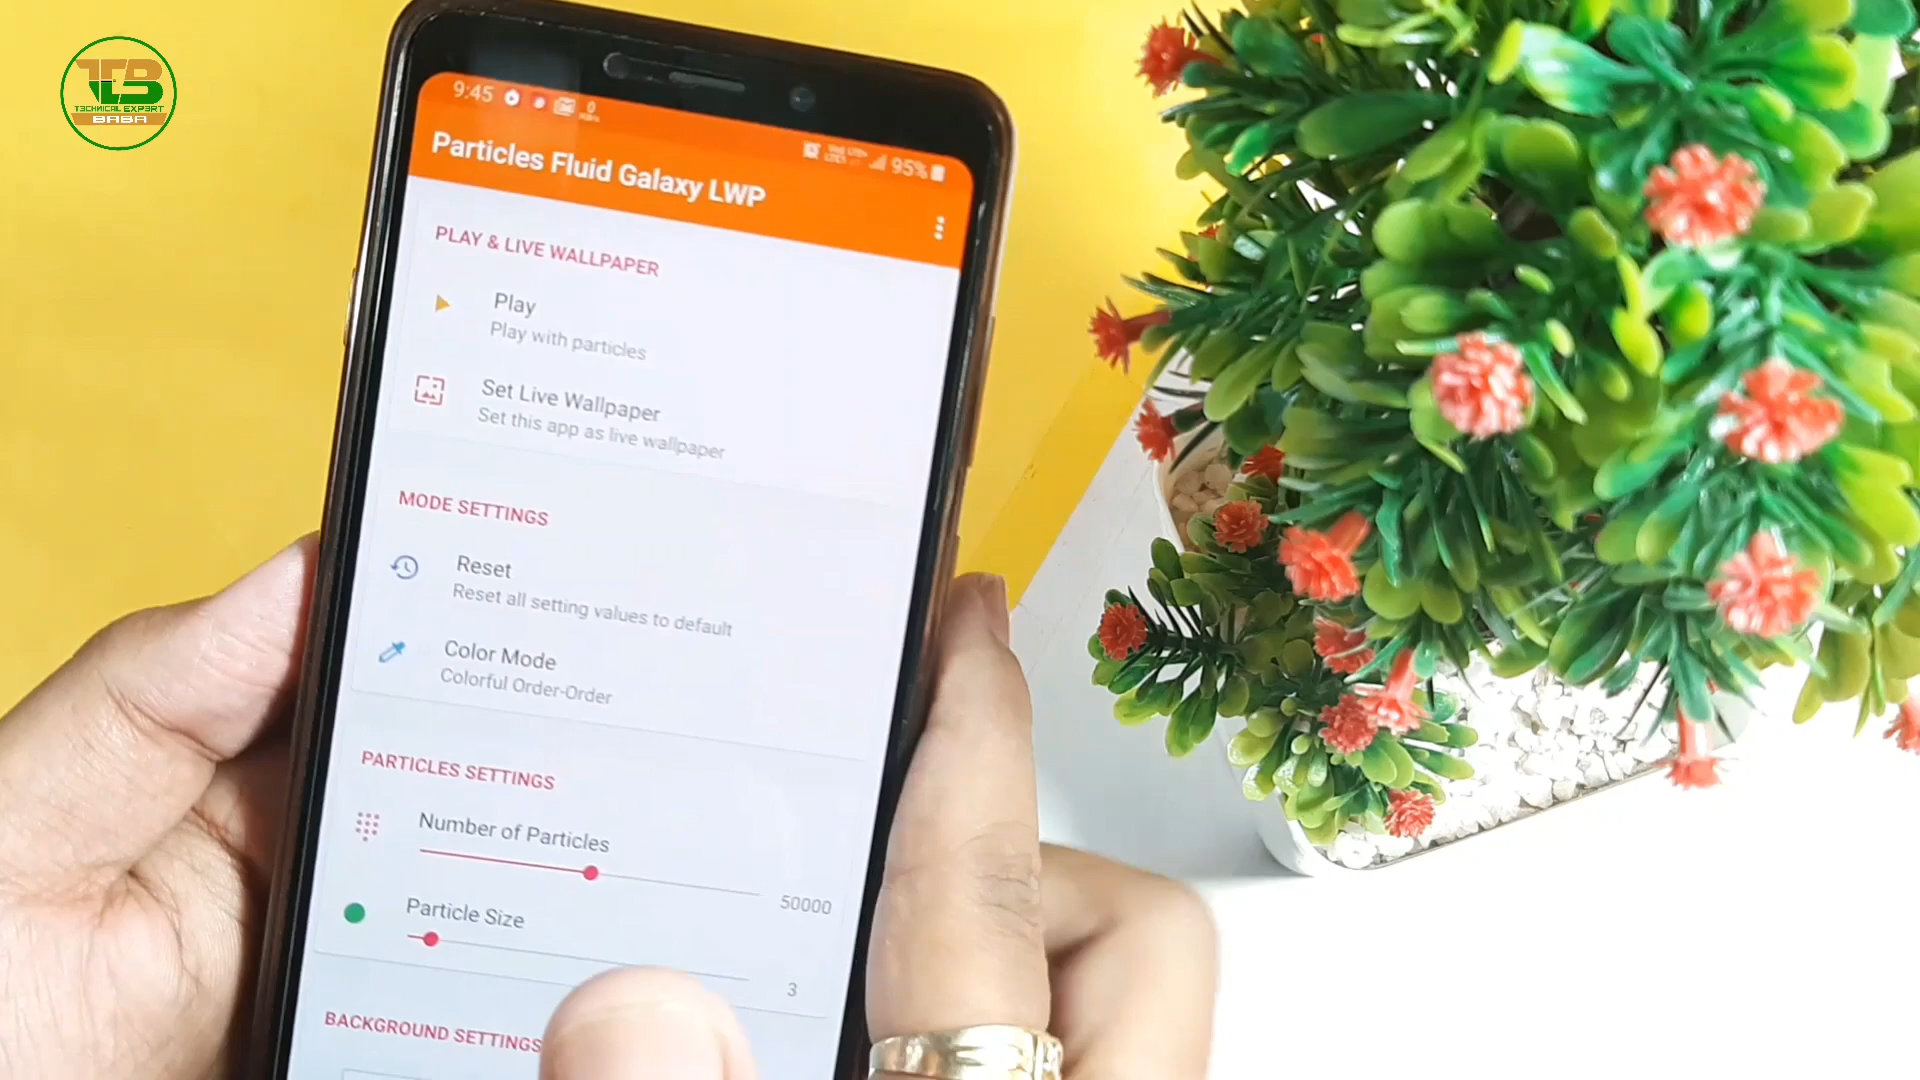 TCB
TECHNICAL EXPERT
BABA
9:45
0
95%
Particles Fluid Galaxy LWP
PLAY & LIVE WALLPAPER
Play
Play with particles
Set Live Wallpaper
Set this app as live wallpaper
MODE SETTINGS
Reset
Reset all setting values to default
Color Mode
Colorful Order-Order
PARTICLES SETTINGS
Number of Particles
50000
Particle Size
3
BACKGROUND SETTINGS